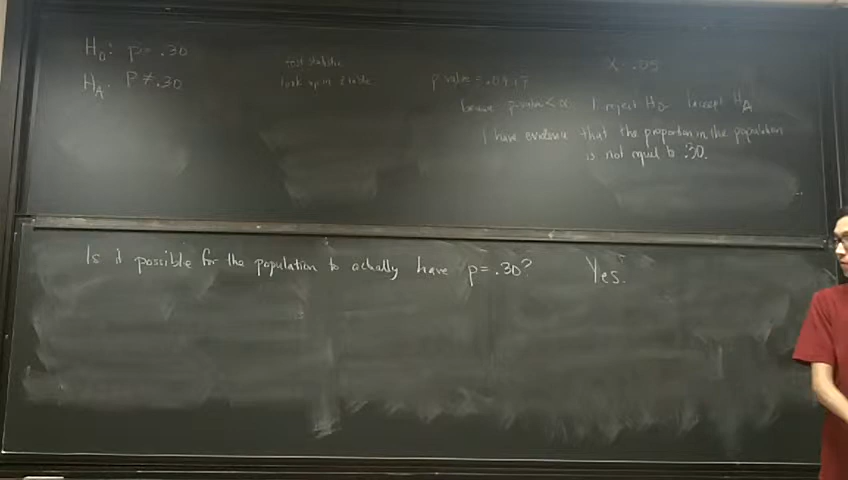 H₀: p = .30
H_A: P ≠ .30
test statistic
look up in z table
p value = .0417
α .05
because p-value < α, I reject H₀ I accept H_A
I have evidence that the proportion in the population
is not equal to .30.
Is it possible for the population to actually have p = .30? Yes.